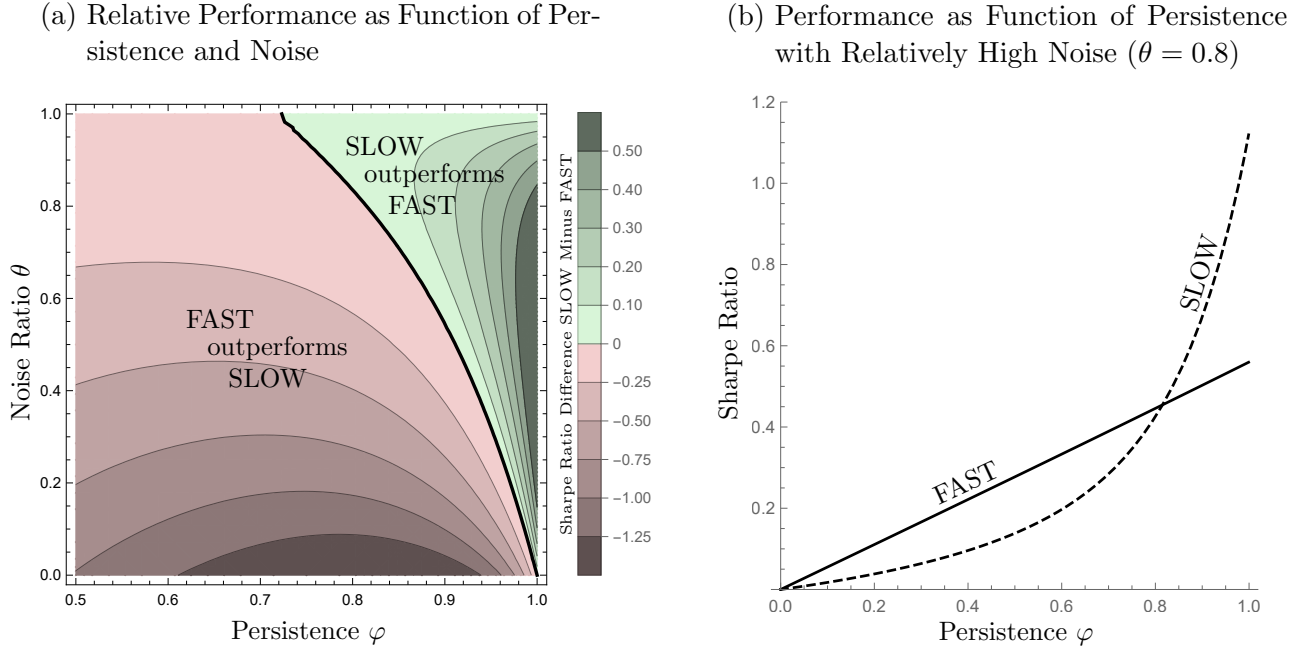 (a) Relative Performance as Function of Per-
sistence and Noise
1.0
0.8
0.6
0.4
0.2
0.0
0.5
0.6
0.7
0.8
0.9
1.0
Noise Ratio θ
Persistence φ
SLOW
outperforms
FAST
FAST
outperforms
SLOW
Sharpe Ratio Difference SLOW Minus FAST
0.50
0.40
0.30
0.20
0.10
0
−0.25
−0.50
−0.75
−1.00
−1.25
(b) Performance as Function of Persistence
with Relatively High Noise (θ = 0.8)
1.2
1.0
0.8
0.6
0.4
0.2
0.0
0.2
0.4
0.6
0.8
1.0
Sharpe Ratio
Persistence φ
FAST
SLOW